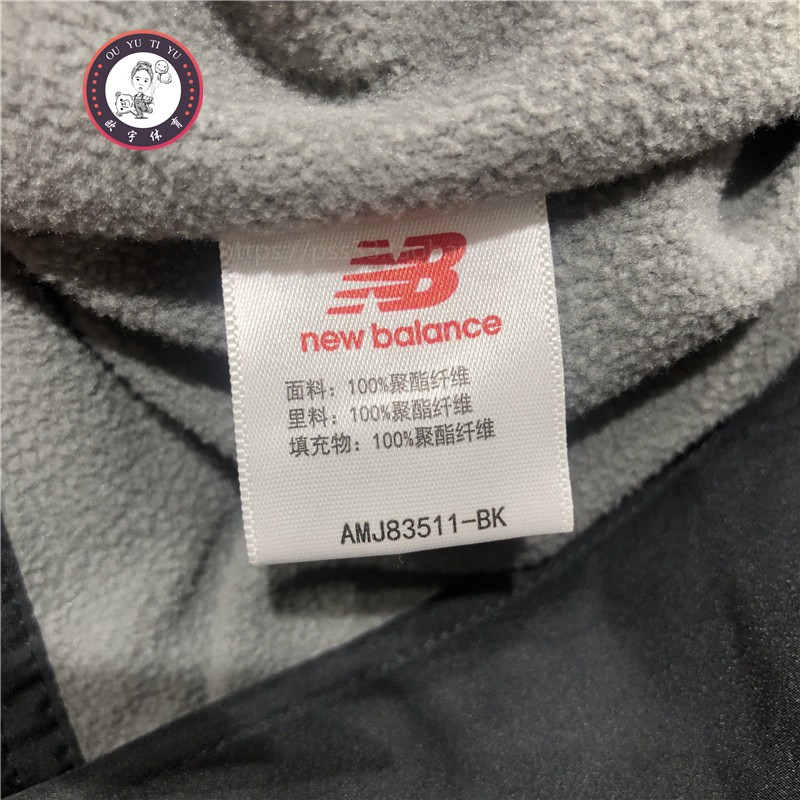 OU YU TI YU
欧宇体育
new balance
面料：100%聚酯纤维
里料：100%聚酯纤维
填充物：100%聚酯纤维
AMJ83511-BK